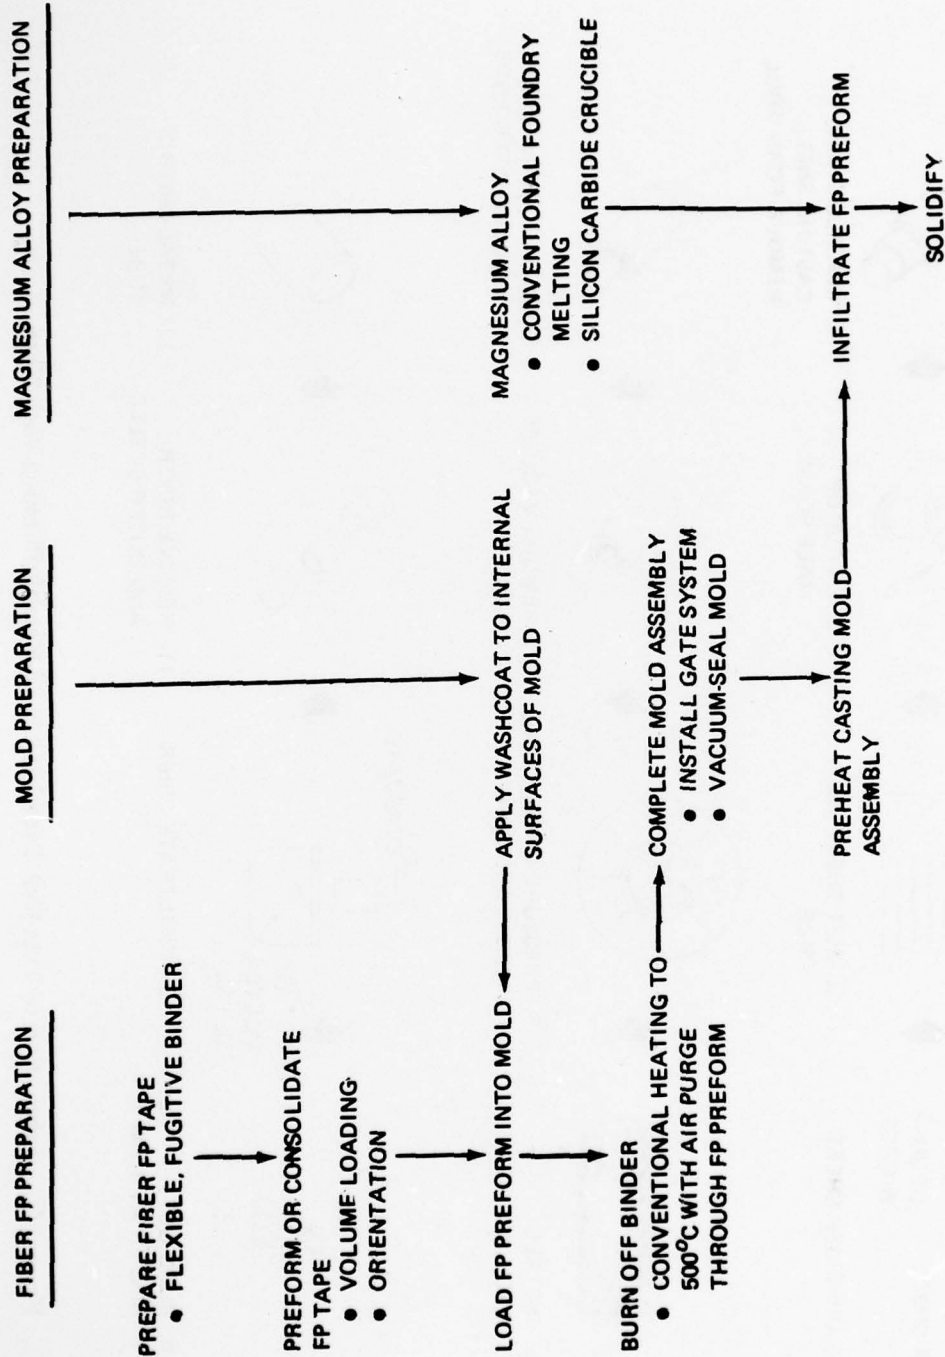 FIBER FP PREPARATION
PREPARE FIRER FP TAPE
• FLEXIBLE, FUGITIVE BINDER
PREFORM OR CONSOLIDATE
FP TAPE
• VOLUME LOADING
• ORIENTATION
LOAD FP PREFORM INTO MOLD
BURN OFF BINDER
• CONVENTIONAL HEATING TO
500°C WITH AIR PURGE
THROUGH FP PREFORM
MOLD PREPARATION
APPLY WASHCOAT TO INTERNAL
SURFACES OF MOLD
COMPLETE MOLD ASSEMBLY
• INSTALL GATE SYSTEM
• VACUUM-SEAL MOLD
PREHEAT CASTING MOLD
ASSEMBLY
MAGNESIUM ALLOY PREPARATION
MAGNESIUM ALLOY
• CONVENTIONAL FOUNDRY
MELTING
• SILICON CARBIDE CRUCIBLE
INFILTRATE FP PREFORM
SOLIDIFY